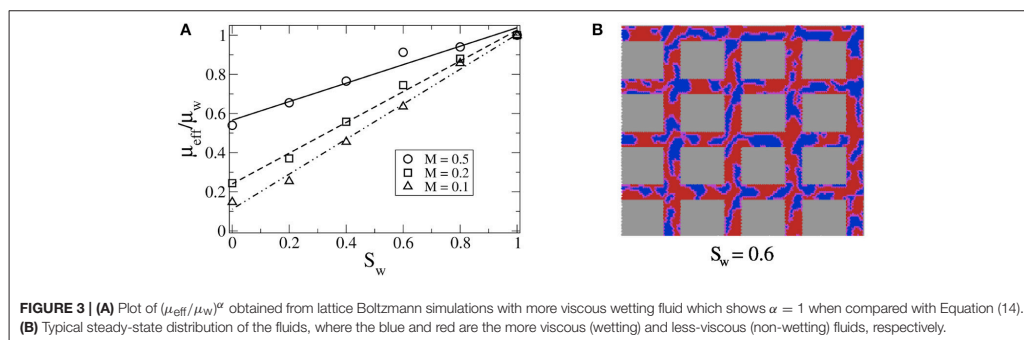 A
B
1
0.8
0.6
0.4
0.2
0
μeff/μw
M = 0.5
M = 0.2
M = 0.1
0 0.2 0.4 0.6 0.8 1
Sw
Sw = 0.6
FIGURE 3 | (A) Plot of (μeff/μw)^α obtained from lattice Boltzmann simulations with more viscous wetting fluid which shows α = 1 when compared with Equation (14).
(B) Typical steady-state distribution of the fluids, where the blue and red are the more viscous (wetting) and less-viscous (non-wetting) fluids, respectively.